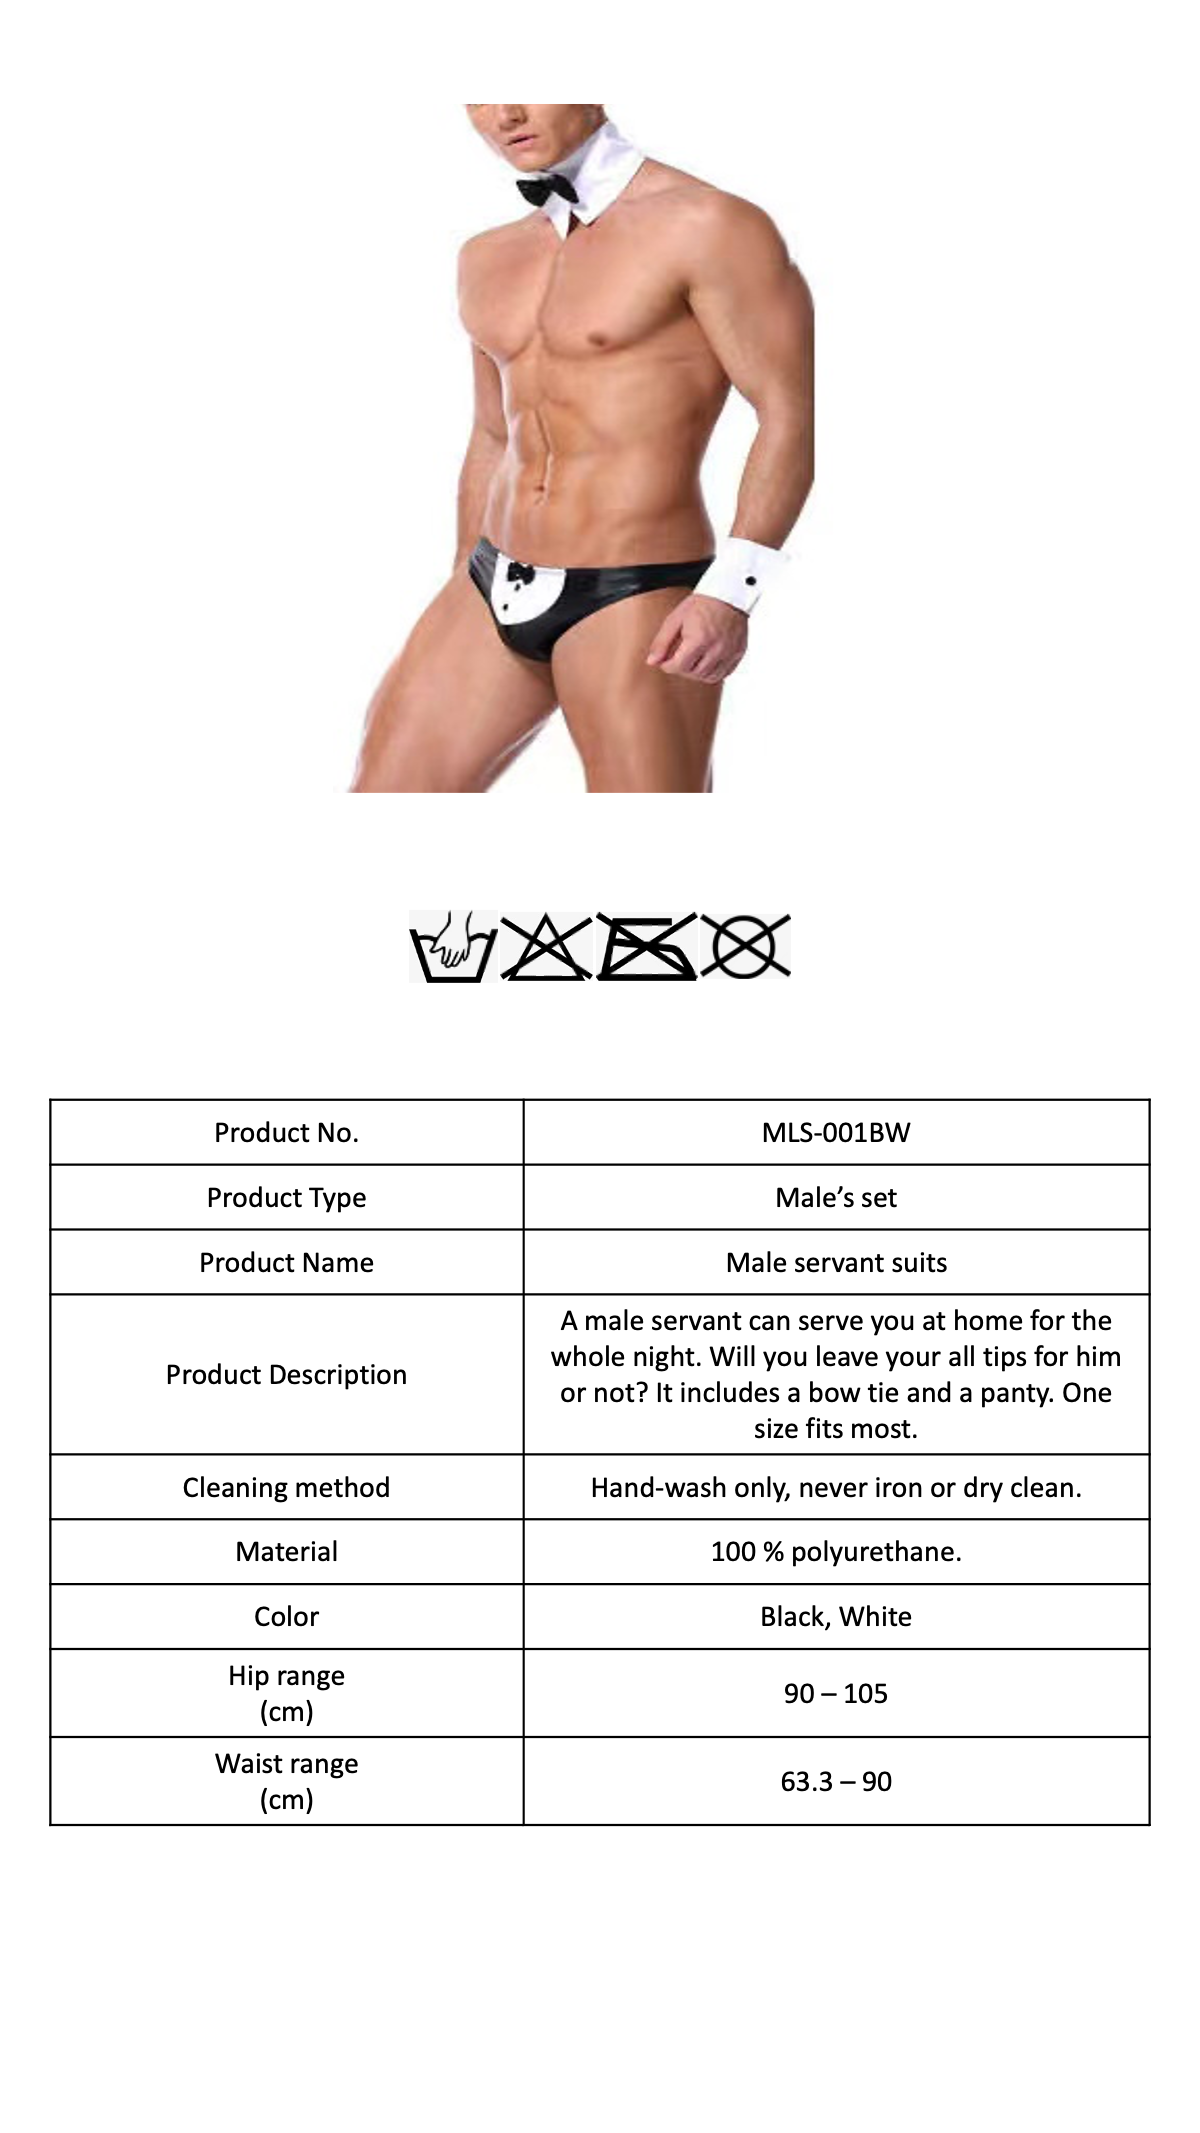 Product No.
MLS-001BW
Product Type
Male’s set
Product Name
Male servant suits
Product Description
A male servant can serve you at home for the
whole night. Will you leave your all tips for him
or not? It includes a bow tie and a panty. One
size fits most.
Cleaning method
Hand-wash only, never iron or dry clean.
Material
100 % polyurethane.
Color
Black, White
Hip range
(cm)
90 – 105
Waist range
(cm)
63.3 – 90